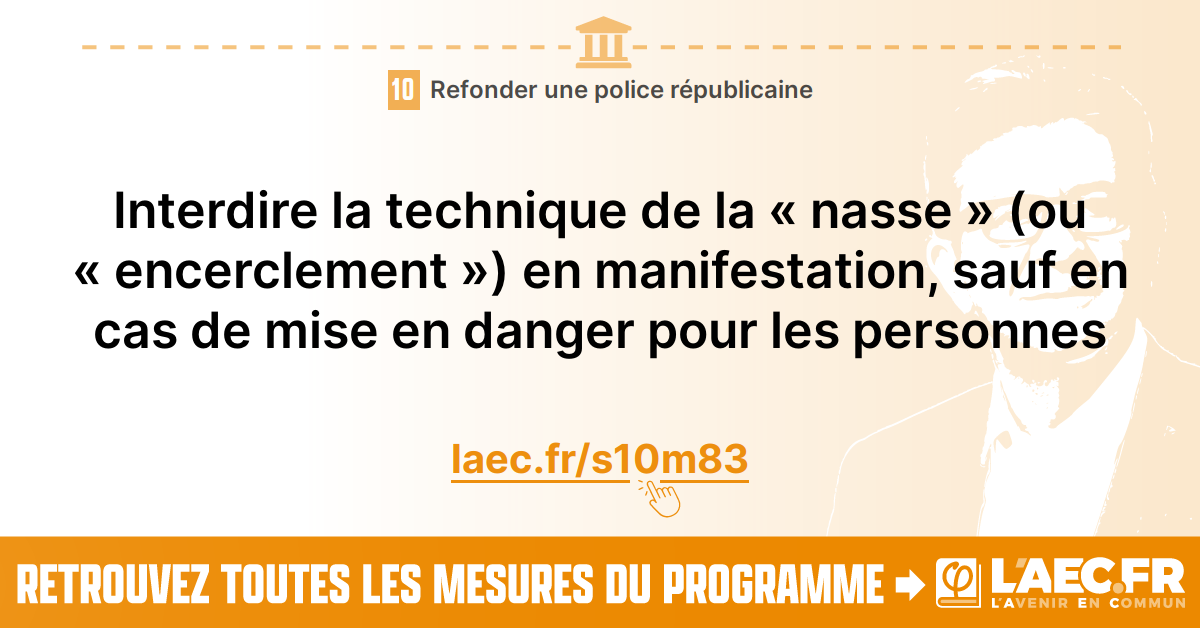 10 Refonder une police républicaine
Interdire la technique de la « nasse » (ou
« encerclement ») en manifestation, sauf en
cas de mise en danger pour les personnes
laec.fr/s10m83
RETROUVEZ TOUTES LES MESURES DU PROGRAMME
φ
L'AEC.FR
L'AVENIR EN COMMUN